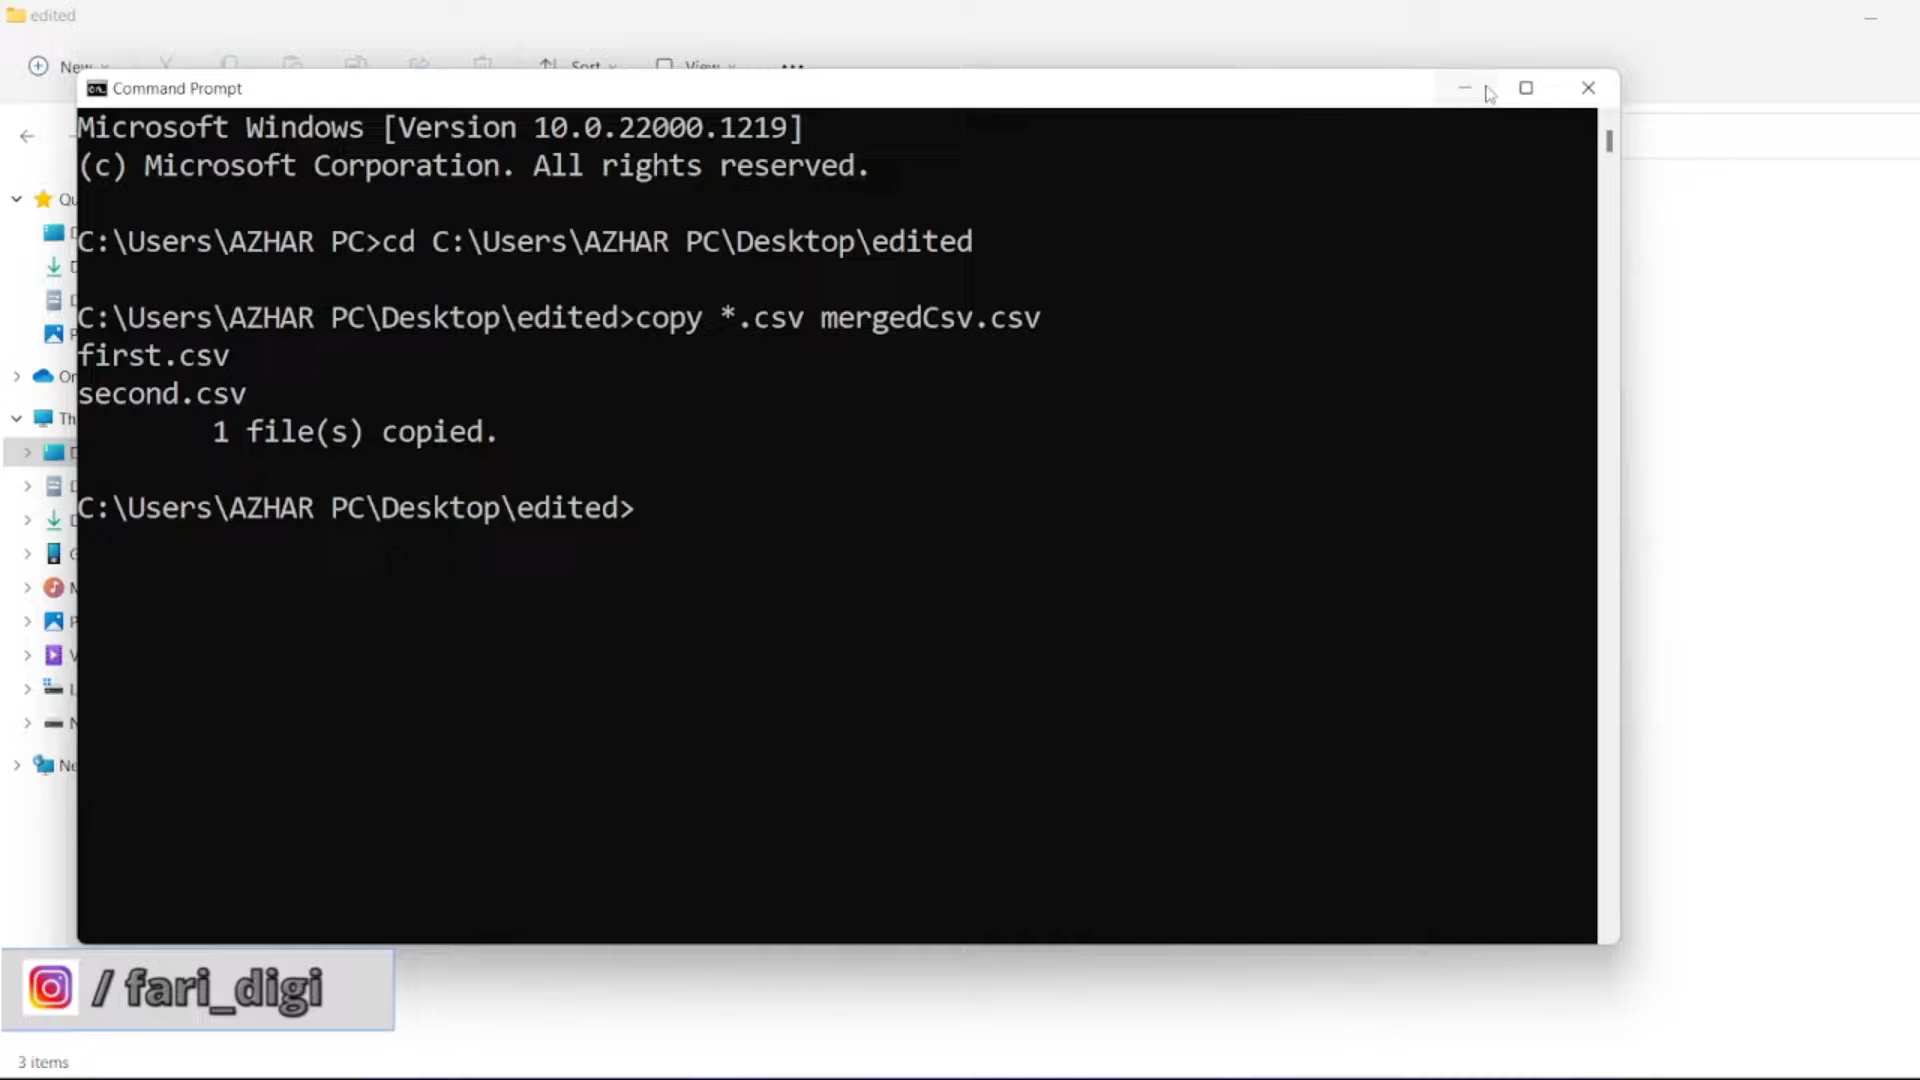 edited
New
Sort
View
Command Prompt
Microsoft Windows [Version 10.0.22000.1219]
(c) Microsoft Corporation. All rights reserved.
C:\Users\AZHAR PC>cd C:\Users\AZHAR PC\Desktop\edited
C:\Users\AZHAR PC\Desktop\edited>copy *.csv mergedCsv.csv
first.csv
second.csv
1 file(s) copied.
C:\Users\AZHAR PC\Desktop\edited>
/ fari_digi
3 items